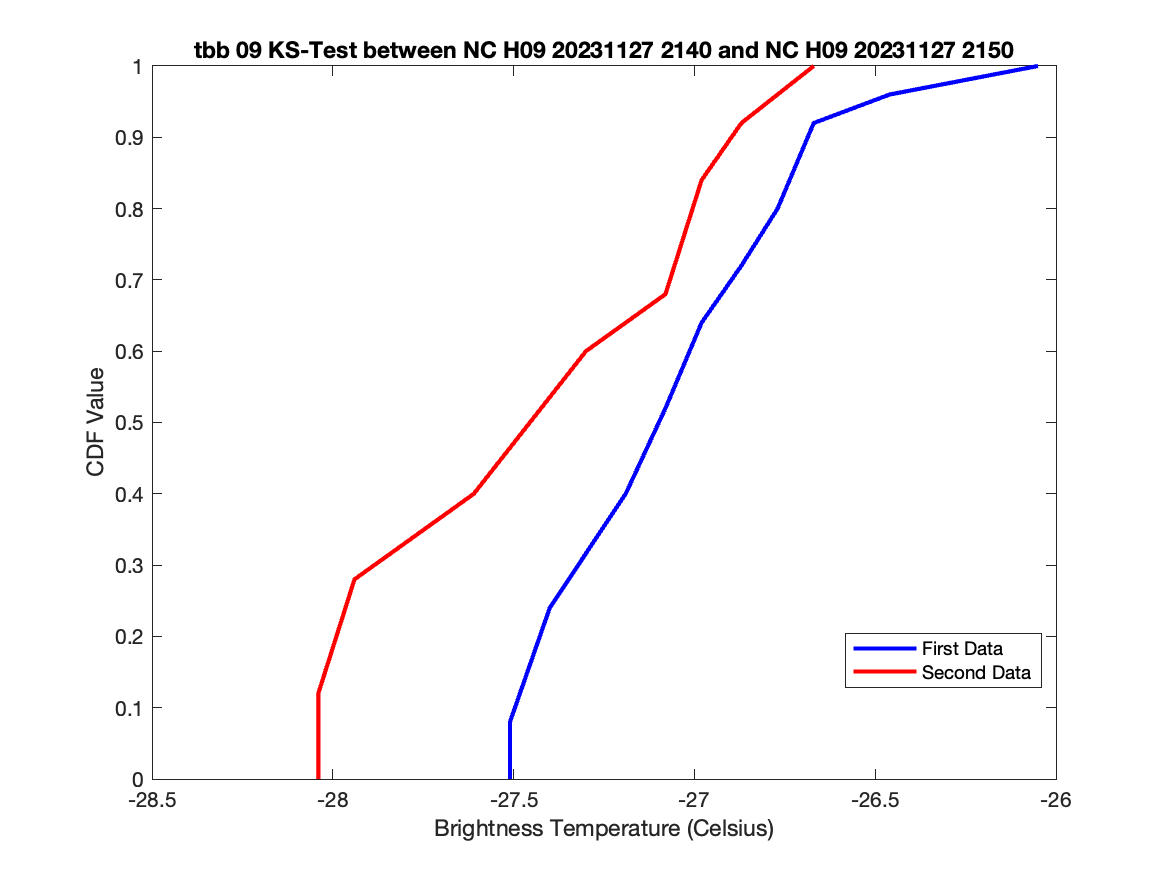 tbb 09 KS-Test between NC H09 20231127 2140 and NC H09 20231127 2150
1
0.9
0.8
0.7
0.6
0.5
0.4
0.3
0.2
0.1
0
CDF Value
First Data
Second Data
-28.5 -28 -27.5 -27 -26.5 -26
Brightness Temperature (Celsius)